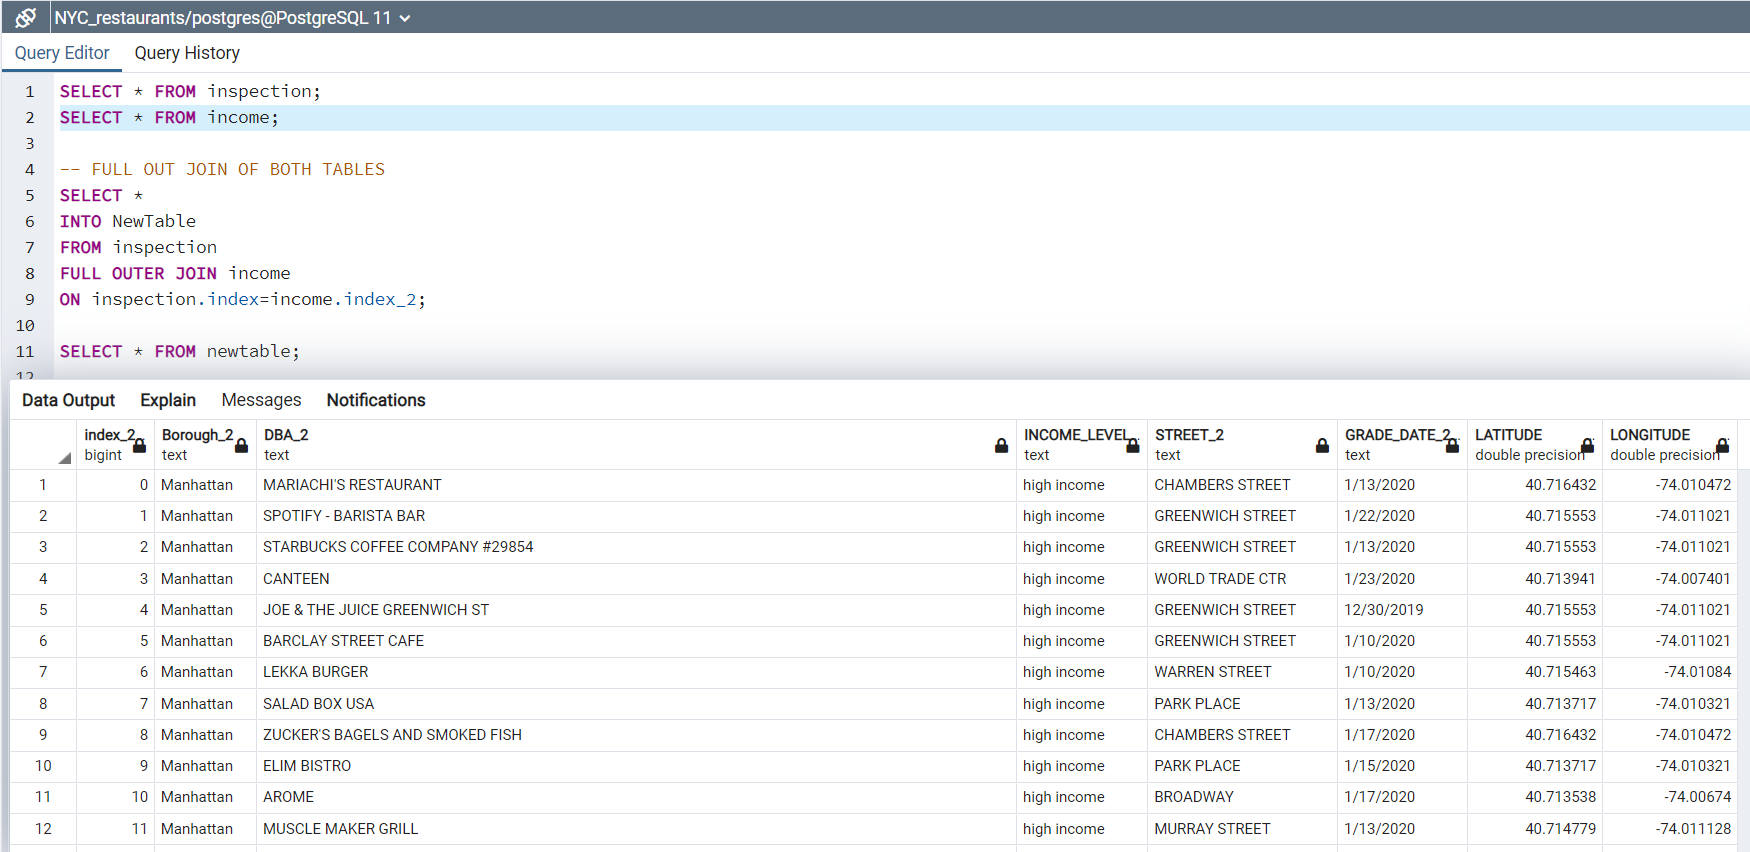 NYC_restaurants/postgres@PostgreSQL 11
Query Editor Query History
1 SELECT * FROM inspection;
2 SELECT * FROM income;
3
4 -- FULL OUT JOIN OF BOTH TABLES
5 SELECT *
6 INTO NewTable
7 FROM inspection
8 FULL OUTER JOIN income
9 ON inspection.index=income.index_2;
10
11 SELECT * FROM newtable;
12
Data Output Explain Messages Notifications
index_2 Borough_2 DBA_2 INCOME_LEVEL_ STREET_2 GRADE_DATE_2 LATITUDE LONGITUDE
bigint text text text text text double precision double precision
1 0 Manhattan MARIACHI'S RESTAURANT high income CHAMBERS STREET 1/13/2020 40.716432 -74.010472
2 1 Manhattan SPOTIFY - BARISTA BAR high income GREENWICH STREET 1/22/2020 40.715553 -74.011021
3 2 Manhattan STARBUCKS COFFEE COMPANY #29854 high income GREENWICH STREET 1/13/2020 40.715553 -74.011021
4 3 Manhattan CANTEEN high income WORLD TRADE CTR 1/23/2020 40.713941 -74.007401
5 4 Manhattan JOE & THE JUICE GREENWICH ST high income GREENWICH STREET 12/30/2019 40.715553 -74.011021
6 5 Manhattan BARCLAY STREET CAFE high income GREENWICH STREET 1/10/2020 40.715553 -74.011021
7 6 Manhattan LEKKA BURGER high income WARREN STREET 1/10/2020 40.715463 -74.01084
8 7 Manhattan SALAD BOX USA high income PARK PLACE 1/13/2020 40.713717 -74.010321
9 8 Manhattan ZUCKER'S BAGELS AND SMOKED FISH high income CHAMBERS STREET 1/17/2020 40.716432 -74.010472
10 9 Manhattan ELIM BISTRO high income PARK PLACE 1/15/2020 40.713717 -74.010321
11 10 Manhattan AROME high income BROADWAY 1/17/2020 40.713538 -74.00674
12 11 Manhattan MUSCLE MAKER GRILL high income MURRAY STREET 1/13/2020 40.714779 -74.011128